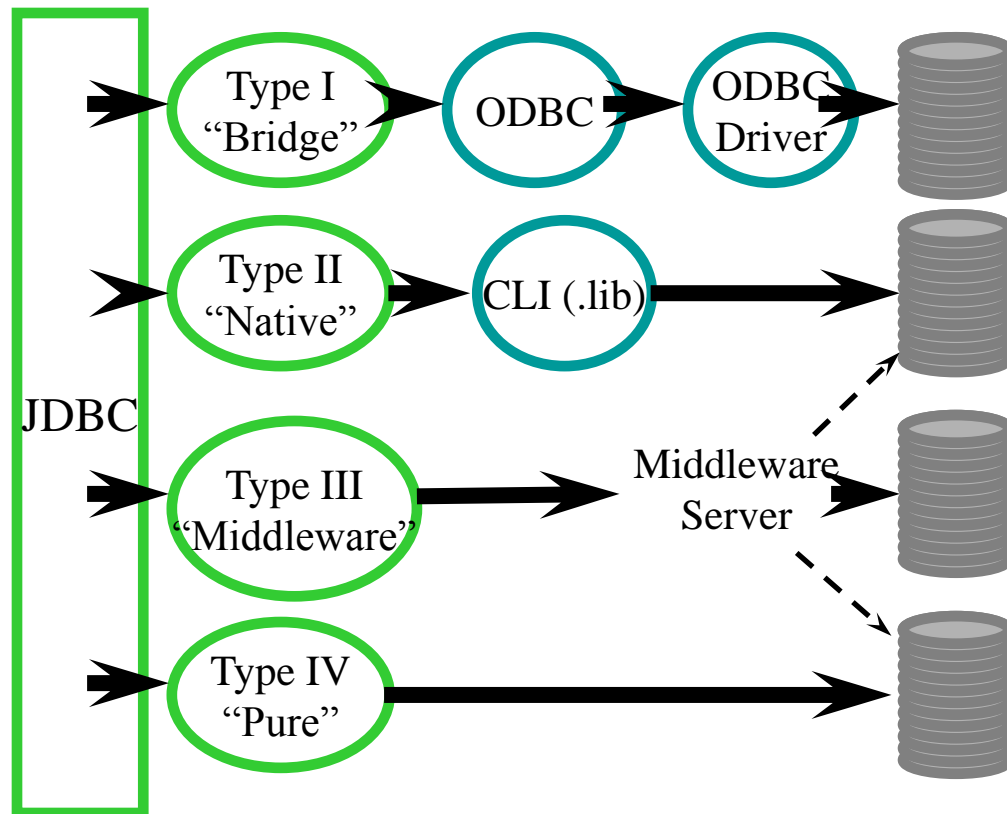 JDBC
Type I
“Bridge”
ODBC
ODBC
Driver
Type II
“Native”
CLI (.lib)
Type III
“Middleware”
Middleware
Server
Type IV
“Pure”